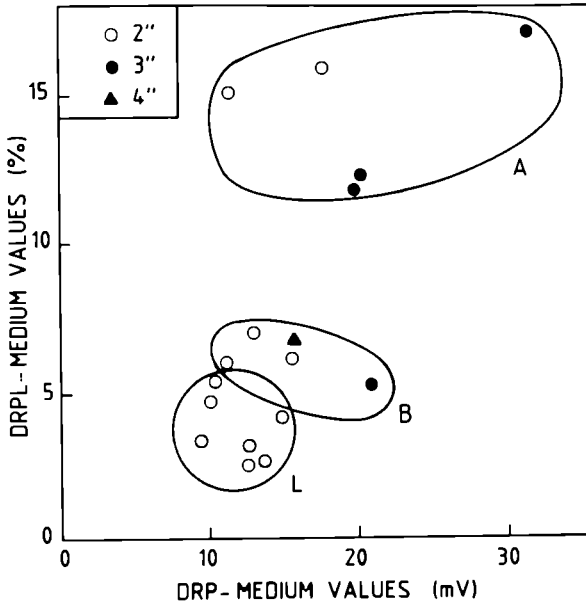 2"
3"
4"
15
10
5
0
DRPL-MEDIUM VALUES (%)
A
B
L
0
10
20
30
DRP-MEDIUM VALUES (mV)